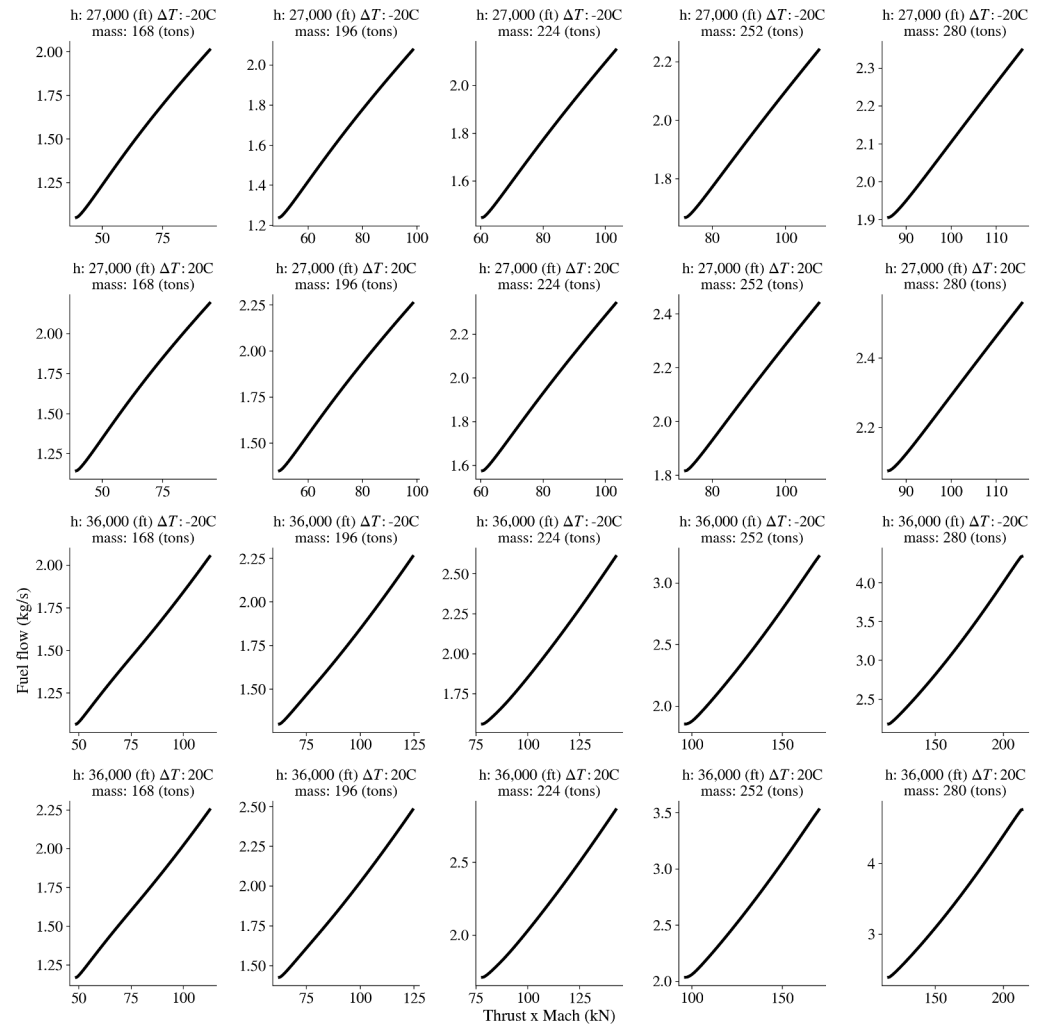 h: 27,000 (ft) ΔT: -20C
mass: 168 (tons)
h: 27,000 (ft) ΔT: -20C
mass: 196 (tons)
h: 27,000 (ft) ΔT: -20C
mass: 224 (tons)
h: 27,000 (ft) ΔT: -20C
mass: 252 (tons)
h: 27,000 (ft) ΔT: -20C
mass: 280 (tons)
2.00
1.75
1.50
1.25
50 75
2.0
1.8
1.6
1.4
1.2
60 80 100
2.0
1.8
1.6
60 80 100
2.2
2.0
1.8
80 100
2.3
2.2
2.1
2.0
1.9
90 100 110
h: 27,000 (ft) ΔT: 20C
mass: 168 (tons)
h: 27,000 (ft) ΔT: 20C
mass: 196 (tons)
h: 27,000 (ft) ΔT: 20C
mass: 224 (tons)
h: 27,000 (ft) ΔT: 20C
mass: 252 (tons)
h: 27,000 (ft) ΔT: 20C
mass: 280 (tons)
2.00
1.75
1.50
1.25
50 75
2.25
2.00
1.75
1.50
60 80 100
2.2
2.0
1.8
1.6
60 80 100
2.4
2.2
2.0
1.8
80 100
2.4
2.2
90 100 110
h: 36,000 (ft) ΔT: -20C
mass: 168 (tons)
h: 36,000 (ft) ΔT: -20C
mass: 196 (tons)
h: 36,000 (ft) ΔT: -20C
mass: 224 (tons)
h: 36,000 (ft) ΔT: -20C
mass: 252 (tons)
h: 36,000 (ft) ΔT: -20C
mass: 280 (tons)
Fuel flow (kg/s)
2.00
1.75
1.50
1.25
50 75 100
2.25
2.00
1.75
1.50
75 100 125
2.50
2.25
2.00
1.75
75 100 125
3.0
2.5
2.0
100 150
4.0
3.5
3.0
2.5
150 200
h: 36,000 (ft) ΔT: 20C
mass: 168 (tons)
h: 36,000 (ft) ΔT: 20C
mass: 196 (tons)
h: 36,000 (ft) ΔT: 20C
mass: 224 (tons)
h: 36,000 (ft) ΔT: 20C
mass: 252 (tons)
h: 36,000 (ft) ΔT: 20C
mass: 280 (tons)
2.25
2.00
1.75
1.50
1.25
50 75 100
2.50
2.25
2.00
1.75
1.50
75 100 125
2.5
2.0
75 100 125
3.5
3.0
2.5
2.0
100 150
4
3
150 200
Thrust x Mach (kN)